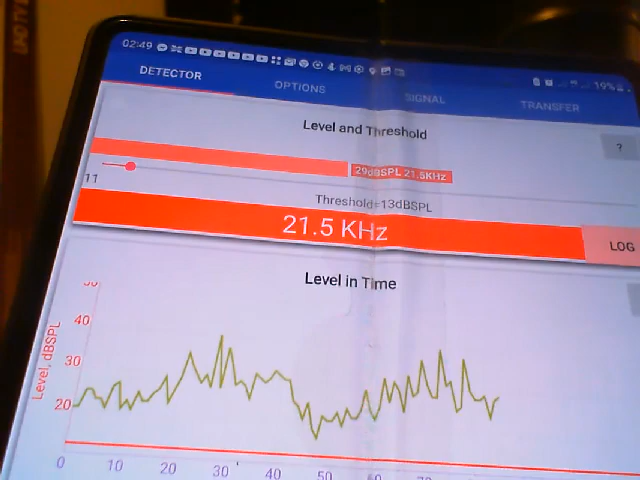 02:49
19%
DETECTOR
OPTIONS
SIGNAL
TRANSFER
Level and Threshold
?
29dBSPL 21.5KHz
11
Threshold=13dBSPL
21.5 KHz
LOG
Level in Time
40
30
20
Level, dBSPL
0 10 20 30 40 50 60